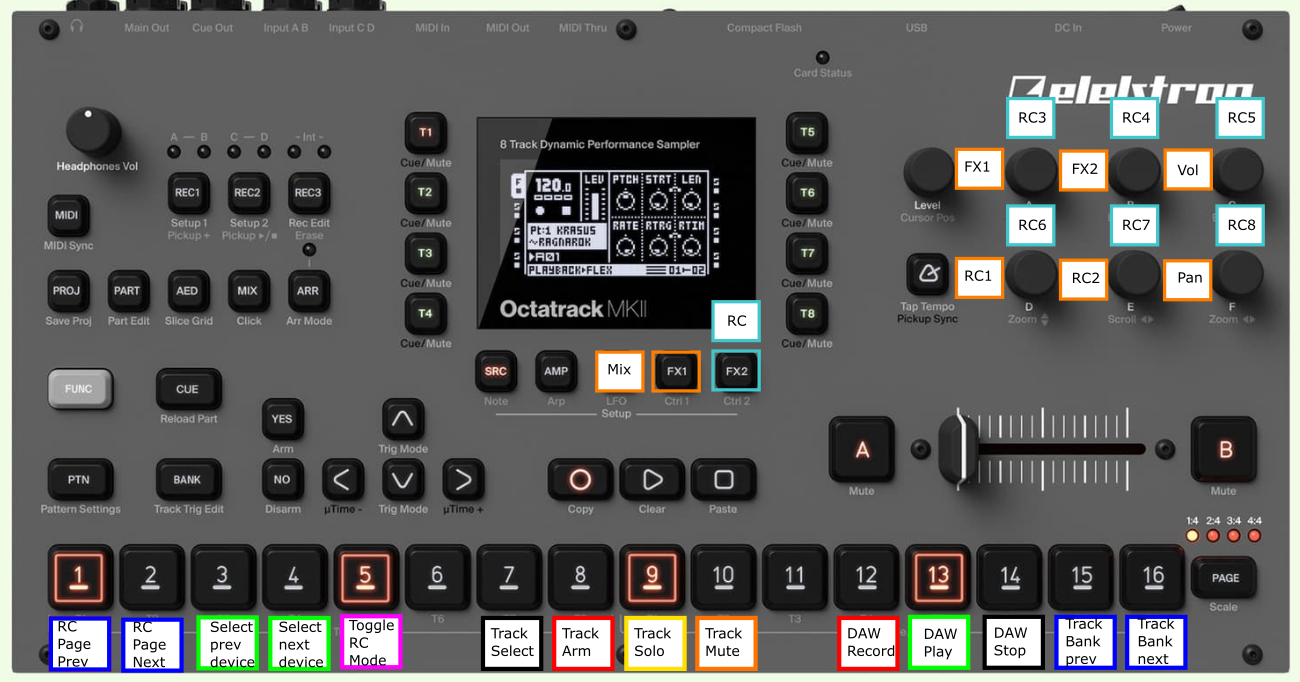 Main Out Cue Out Input A B Input C D MIDI In MIDI Out MIDI Thru Compact Flash USB DC In Power
Card Status
elektron
RC3 RC4 RC5
A — B C — D - Int -
Headphones Vol
T1 T5
8 Track Dynamic Performance Sampler
Cue/Mute Cue/Mute
FX1 FX2 Vol
REC1 REC2 REC3
T2 T6
120.0 LEV PTCH STRT LEN
Level
Cursor Pos
MIDI
MIDI Sync
Setup 1 Setup 2 Rec Edit
Pickup + Pickup ▸/■ Erase
Cue/Mute Cue/Mute
RC6 RC7 RC8
PT:1 KRASUS
~RAGNAROK
RATE RTRG RTIM
T3 T7
A01
PLAYBACK▸FLEX 01 02
RC1 RC2 Pan
Cue/Mute Cue/Mute
PROJ PART AED MIX ARR
Save Proj Part Edit Slice Grid Click Arr Mode
T4 T8
Octatrack MKII
Tap Tempo D E F
Pickup Sync Zoom Scroll Zoom
Cue/Mute Cue/Mute
RC
SRC AMP Mix FX1 FX2
Note Arp LFO Ctrl 1 Ctrl 2
Setup
FUNC CUE
Reload Part
YES
Arm Trig Mode
A B
Mute Mute
PTN BANK NO
Pattern Settings Track Trig Edit Disarm µTime - Trig Mode µTime + Copy Clear Paste
1:4 2:4 3:4 4:4
1 2 3 4 5 6 7 8 9 10 11 12 13 14 15 16 PAGE
Scale
T6 T3
RC
Page
Prev
RC
Page
Next
Select
prev
device
Select
next
device
Toggle
RC
Mode
Track
Select
Track
Arm
Track
Solo
Track
Mute
DAW
Record
DAW
Play
DAW
Stop
Track
Bank
prev
Track
Bank
next